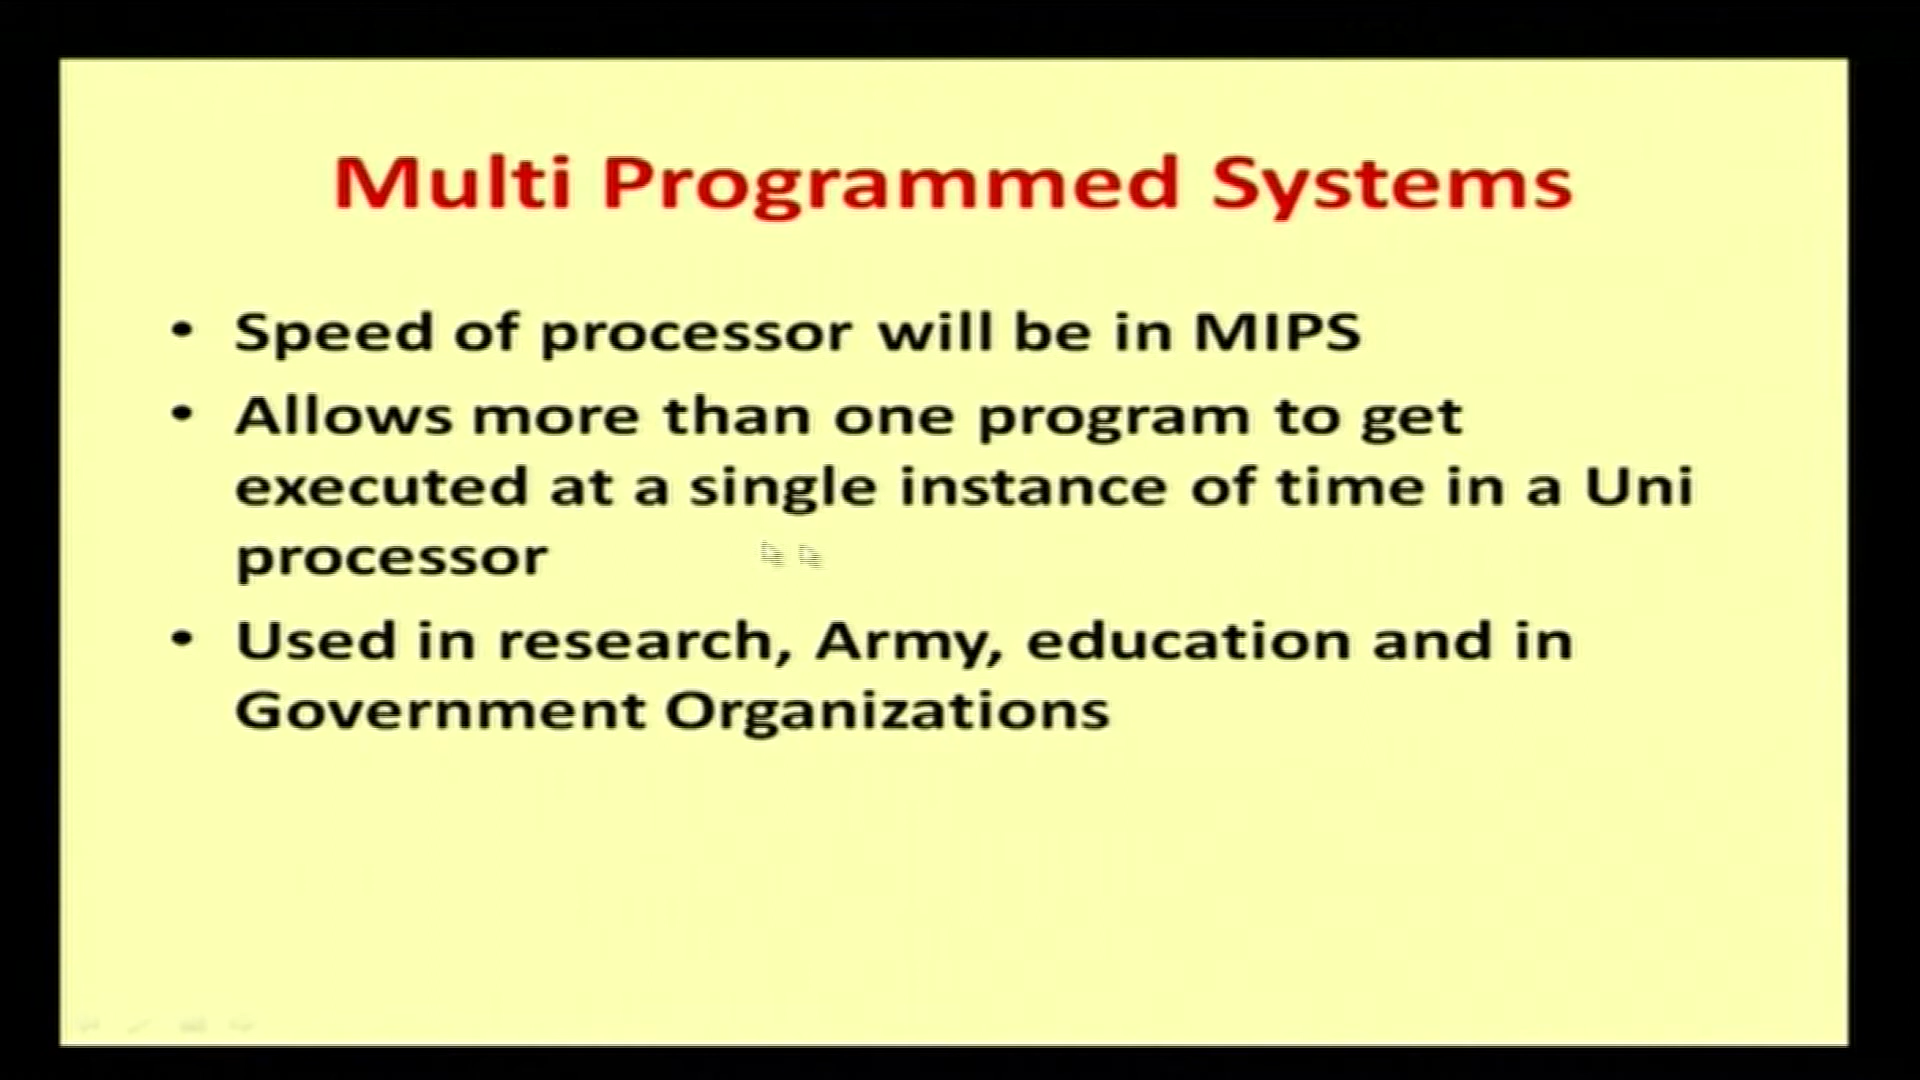 Multi Programmed Systems
• Speed of processor will be in MIPS
• Allows more than one program to get
executed at a single instance of time in a Uni
processor
• Used in research, Army, education and in
Government Organizations